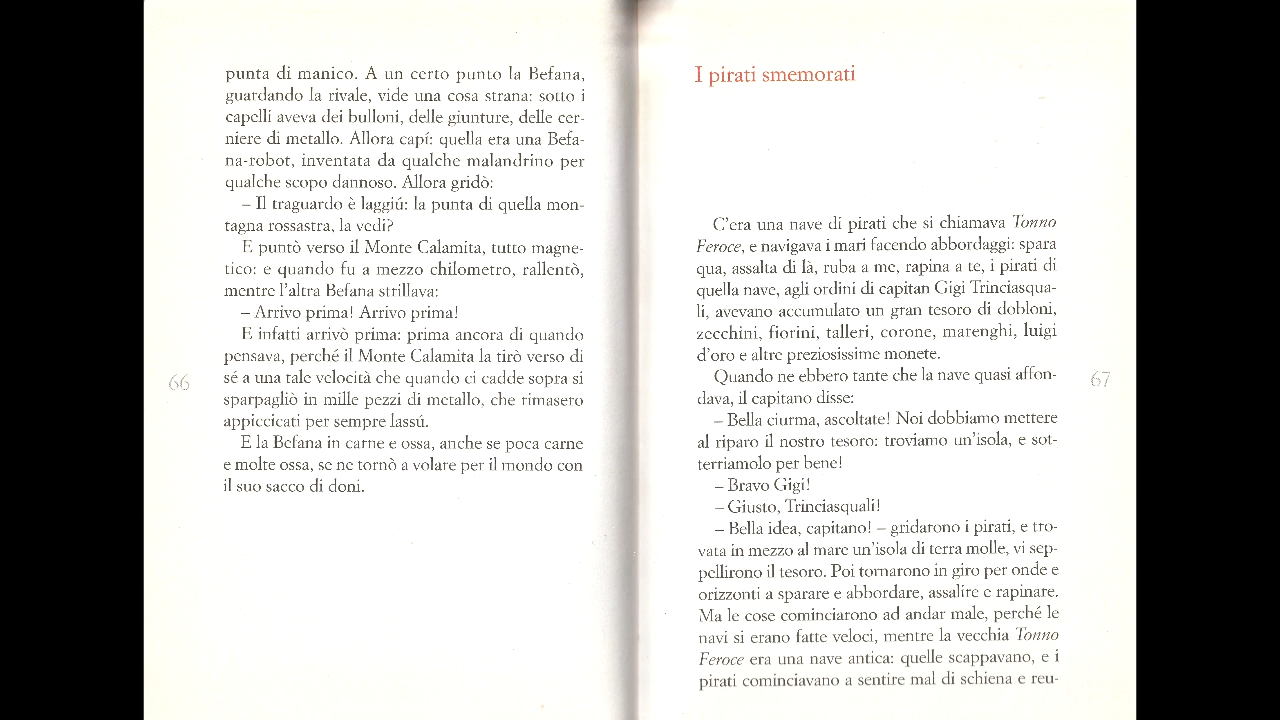 punta di manico. A un certo punto la Befana,
guardando la rivale, vide una cosa strana: sotto i
capelli aveva dei bulloni, delle giunture, delle cer-
niere di metallo. Allora capí: quella era una Befa-
na-robot, inventata da qualche malandrino per
qualche scopo dannoso. Allora gridò:
– Il traguardo è laggiú: la punta di quella mon-
tagna rossastra, la vedi?
E puntò verso il Monte Calamita, tutto magne-
tico: e quando fu a mezzo chilometro, rallentò,
mentre l'altra Befana strillava:
– Arrivo prima! Arrivo prima!
E infatti arrivò prima: prima ancora di quando
pensava, perché il Monte Calamita la tirò verso di
sé a una tale velocità che quando ci cadde sopra si
sparpagliò in mille pezzi di metallo, che rimasero
appiccicati per sempre lassú.
E la Befana in carne e ossa, anche se poca carne
e molte ossa, se ne tornò a volare per il mondo con
il suo sacco di doni.
66
I pirati smemorati
C'era una nave di pirati che si chiamava Tonno
Feroce, e navigava i mari facendo abbordaggi: spara
qua, assalta di là, ruba a me, rapina a te, i pirati di
quella nave, agli ordini di capitan Gigi Trinciasqua-
li, avevano accumulato un gran tesoro di dobloni,
zecchini, fiorini, talleri, corone, marenghi, luigi
d'oro e altre preziosissime monete.
Quando ne ebbero tante che la nave quasi affon-
dava, il capitano disse:
– Bella ciurma, ascoltate! Noi dobbiamo mettere
al riparo il nostro tesoro: troviamo un'isola, e sot-
terriamolo per bene!
– Bravo Gigi!
– Giusto, Trinciasquali!
– Bella idea, capitano! – gridarono i pirati, e tro-
vata in mezzo al mare un'isola di terra molle, vi sep-
pellirono il tesoro. Poi tornarono in giro per onde e
orizzonti a sparare e abbordare, assalire e rapinare.
Ma le cose cominciarono ad andar male, perché le
navi si erano fatte veloci, mentre la vecchia Tonno
Feroce era una nave antica: quelle scappavano, e i
pirati cominciavano a sentire mal di schiena e reu-
67